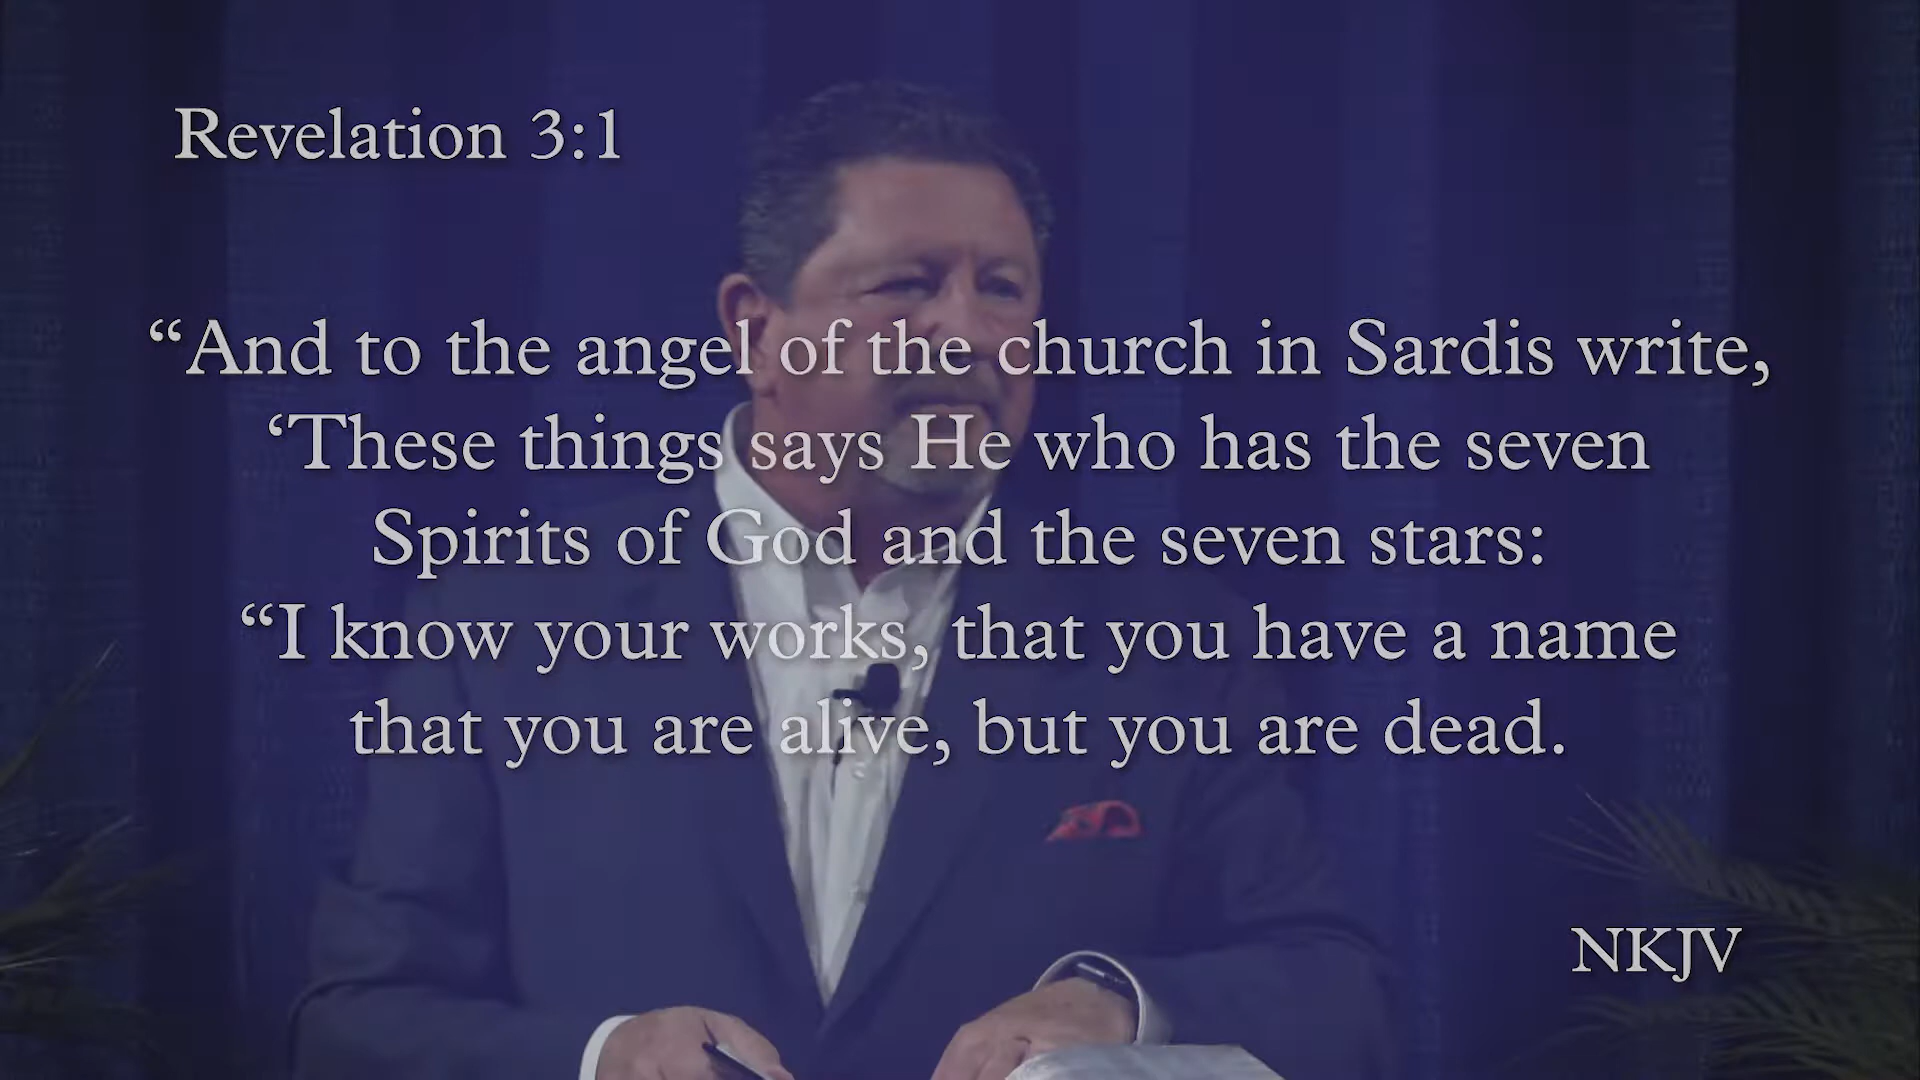 Revelation 3:1
“And to the angel of the church in Sardis write,
‘These things says He who has the seven
Spirits of God and the seven stars:
“I know your works, that you have a name
that you are alive, but you are dead.
NKJV